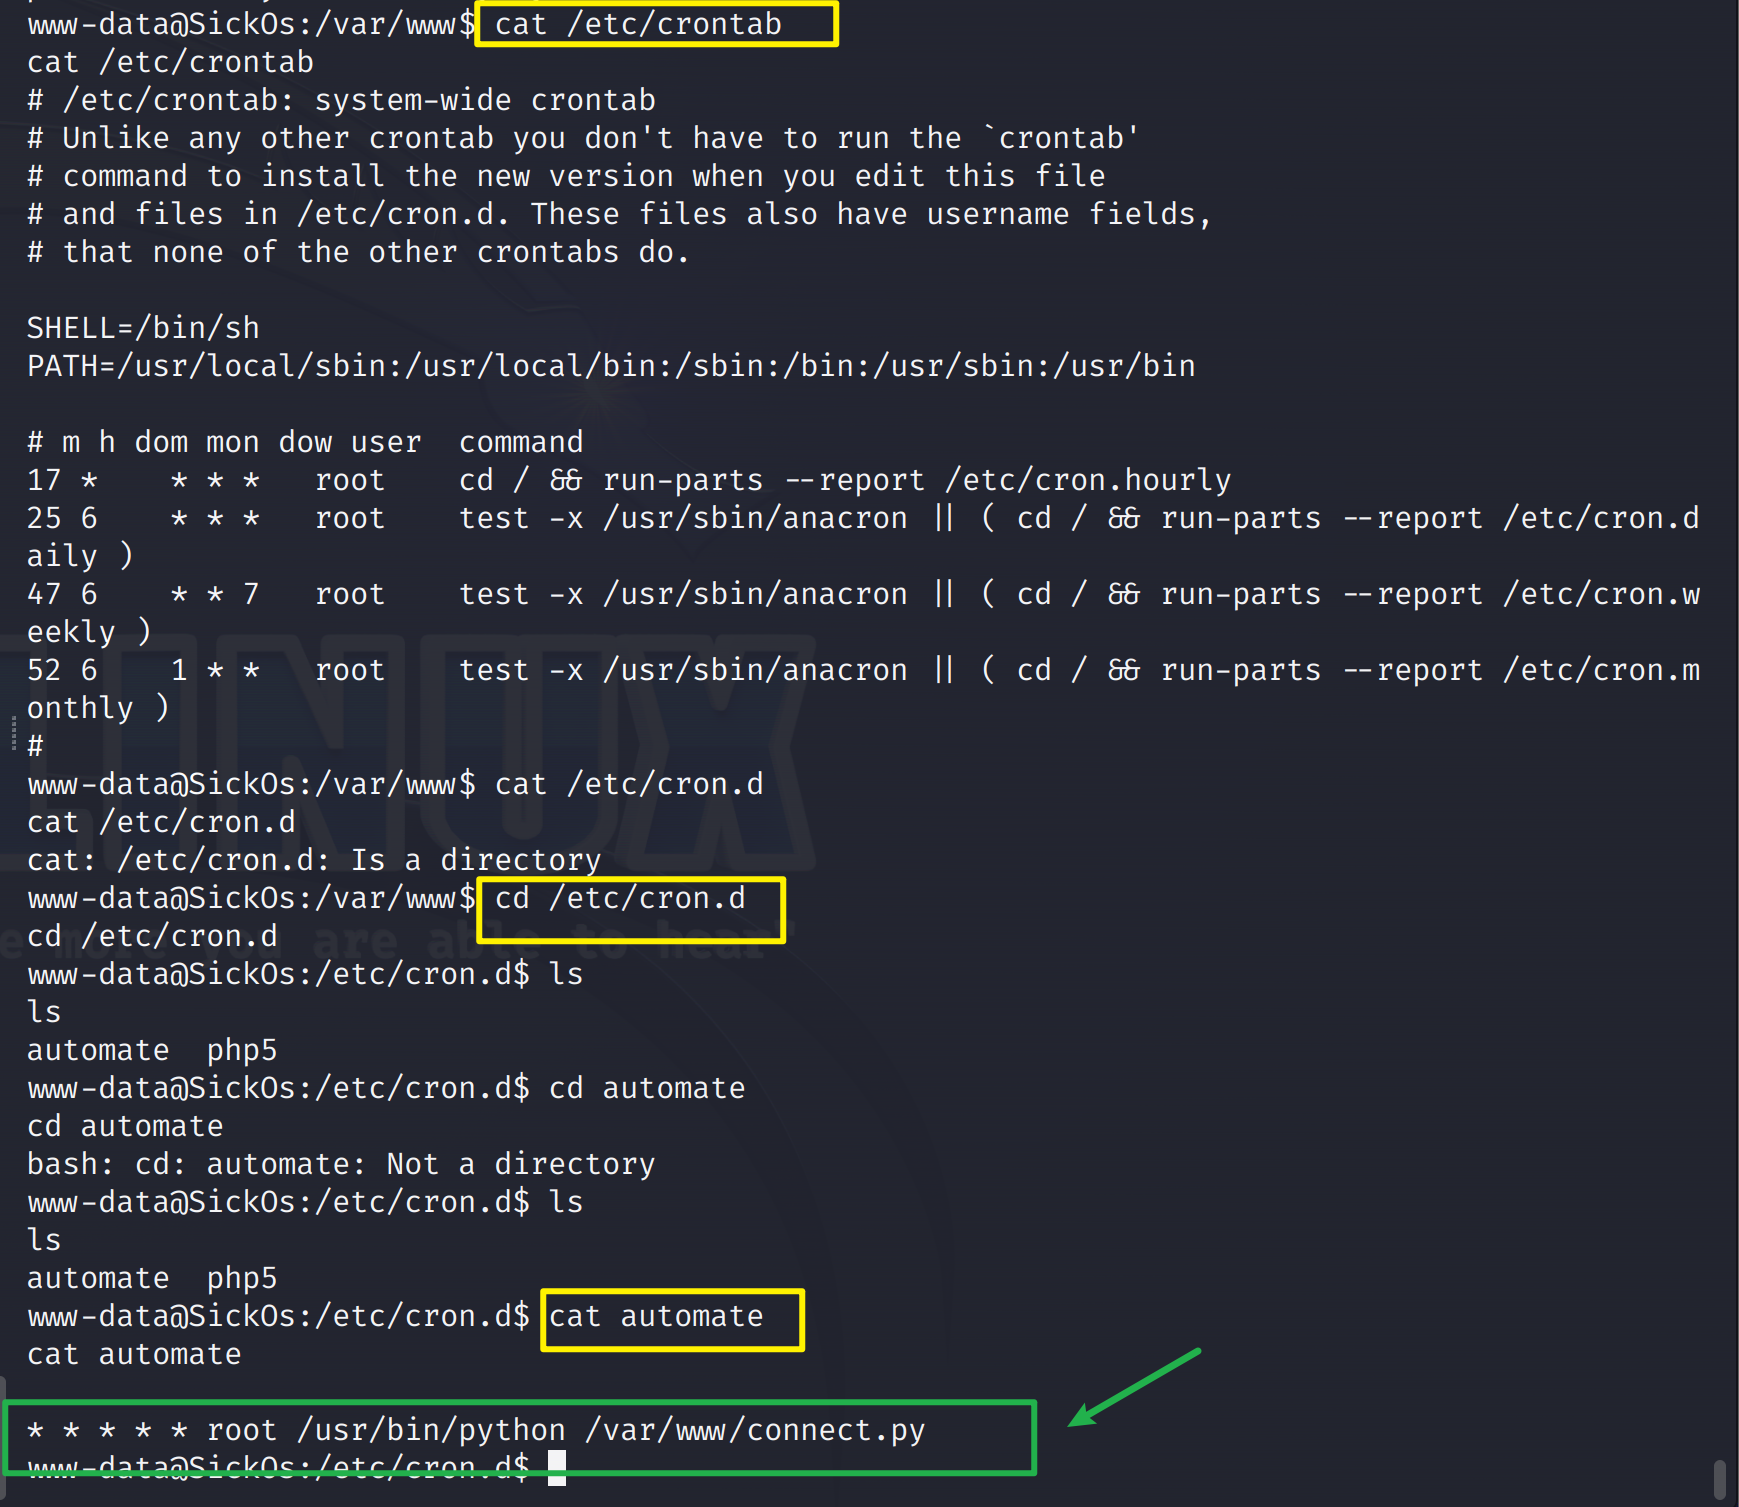 www-data@SickOs:/var/www$ cat /etc/crontab
cat /etc/crontab
# /etc/crontab: system-wide crontab
# Unlike any other crontab you don't have to run the `crontab'
# command to install the new version when you edit this file
# and files in /etc/cron.d. These files also have username fields,
# that none of the other crontabs do.
SHELL=/bin/sh
PATH=/usr/local/sbin:/usr/local/bin:/sbin:/bin:/usr/sbin:/usr/bin
# m h dom mon dow user  command
17 *    * * *   root    cd / && run-parts --report /etc/cron.hourly
25 6    * * *   root    test -x /usr/sbin/anacron || ( cd / && run-parts --report /etc/cron.d
aily )
47 6    * * 7   root    test -x /usr/sbin/anacron || ( cd / && run-parts --report /etc/cron.w
eekly )
52 6    1 * *   root    test -x /usr/sbin/anacron || ( cd / && run-parts --report /etc/cron.m
onthly )
#
www-data@SickOs:/var/www$ cat /etc/cron.d
cat /etc/cron.d
cat: /etc/cron.d: Is a directory
www-data@SickOs:/var/www$ cd /etc/cron.d
cd /etc/cron.d
www-data@SickOs:/etc/cron.d$ ls
ls
automate  php5
www-data@SickOs:/etc/cron.d$ cd automate
cd automate
bash: cd: automate: Not a directory
www-data@SickOs:/etc/cron.d$ ls
ls
automate  php5
www-data@SickOs:/etc/cron.d$ cat automate
cat automate
* * * * * root /usr/bin/python /var/www/connect.py
www-data@SickOs:/etc/cron.d$